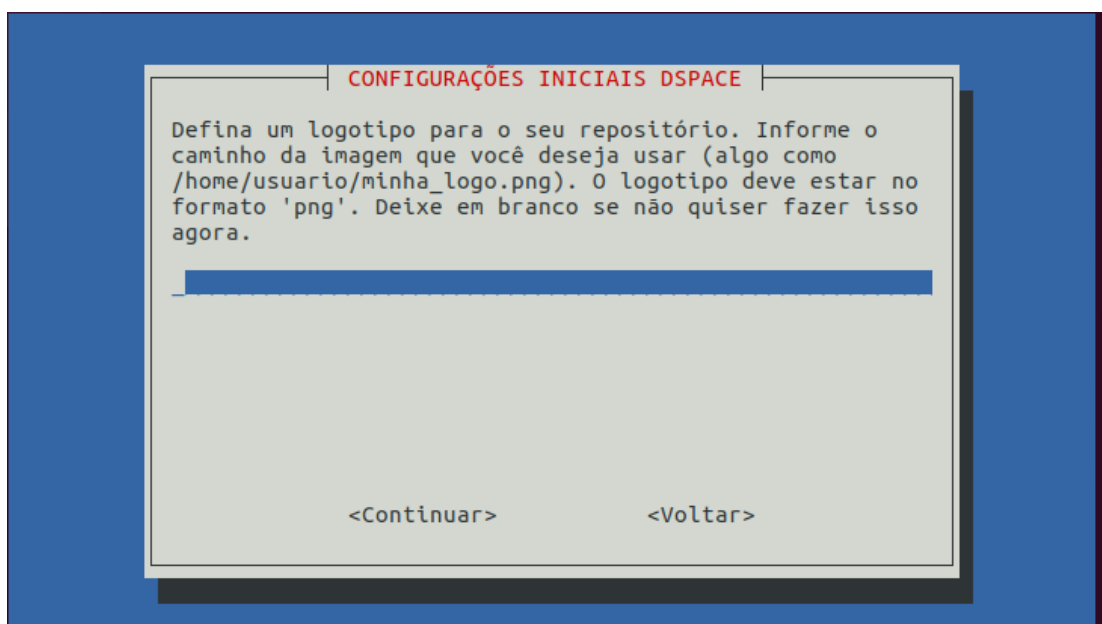 CONFIGURAÇÕES INICIAIS DSPACE
Defina um logotipo para o seu repositório. Informe o
caminho da imagem que você deseja usar (algo como
/home/usuario/minha_logo.png). O logotipo deve estar no
formato 'png'. Deixe em branco se não quiser fazer isso
agora.
<Continuar> <Voltar>